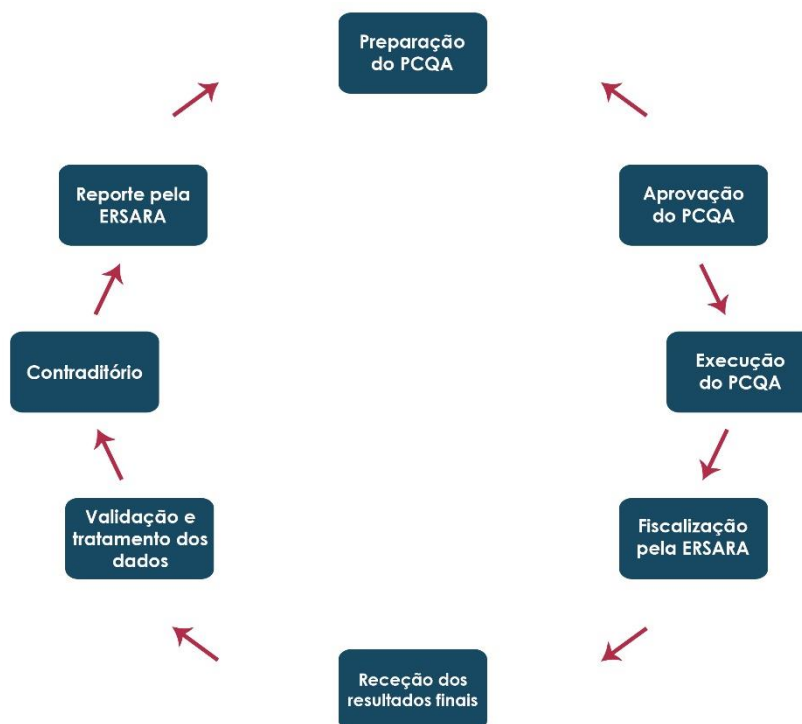 Preparação
do PCQA
Aprovação
do PCQA
Execução
do PCQA
Fiscalização
pela ERSARA
Receção dos
resultados finais
Validação e
tratamento dos
dados
Contraditório
Reporte pela
ERSARA